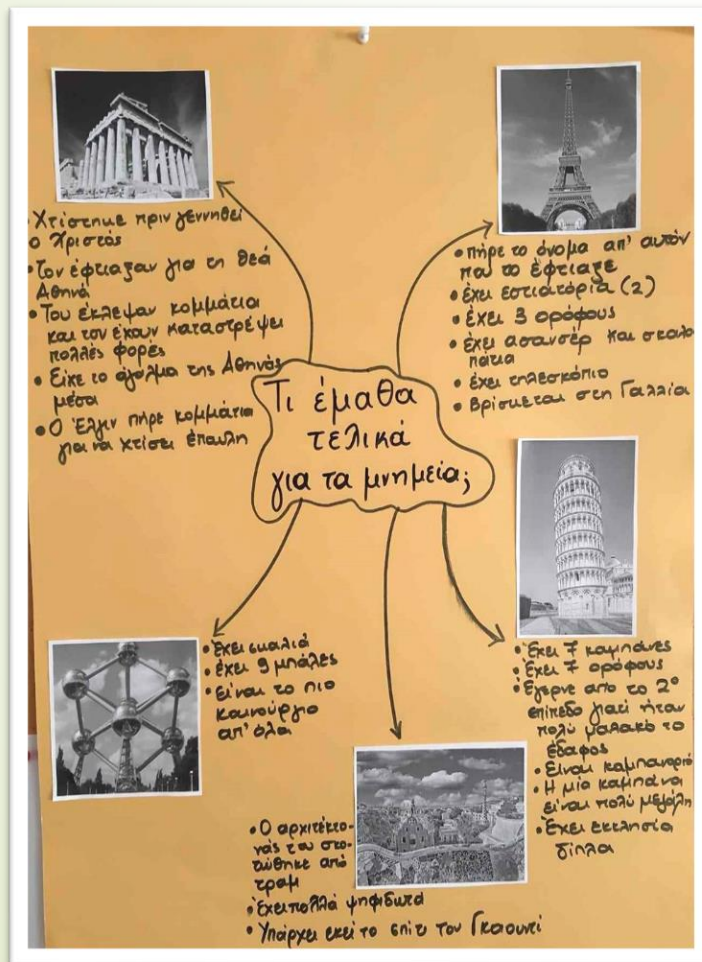 • Χτίστηκε πριν γεννηθεί
ο Χριστός
• Τον έφτιαξαν για τη θεά
Αθηνά
• Του έκλεψαν κομμάτια
και τον έχουν καταστρέψει
πολλές φορές
• Είχε το άγαλμα της Αθηνάς
μέσα
• Ο Έλγιν πήρε κομμάτια
για να χτίσει έπαυλη
• πήρε το όνομα απ' αυτόν
που το έφτιαξε
• έχει εστιατόρια (2)
• έχει 3 ορόφους
• έχει ασανσέρ και σκαλο
πάτια
• έχει τηλεσκόπιο
• βρίσκεται στη Γαλλία
Τι έμαθα
τελικά
για τα μνημεία;
• Έχει 7 καμπάνες
• Έχει 7 ορόφους
• Έγερνε από το 2ο
επίπεδο γιατί ήταν
πολύ μαλακό το
έδαφος
• Είναι καμπαναριό
• Η μία καμπάνα
είναι πολύ μεγάλη
• Έχει εκκλησία
δίπλα
• έχει σκαλιά
• έχει 9 μπάλες
• είναι το πιο
καινούργιο
απ' όλα
• Ο αρχιτέκτο-
νάς του σκο-
τώθηκε από
τραμ
• Έχει πολλά ψηφιδωτά
• Υπάρχει εκεί το σπίτι του Γκαουντί